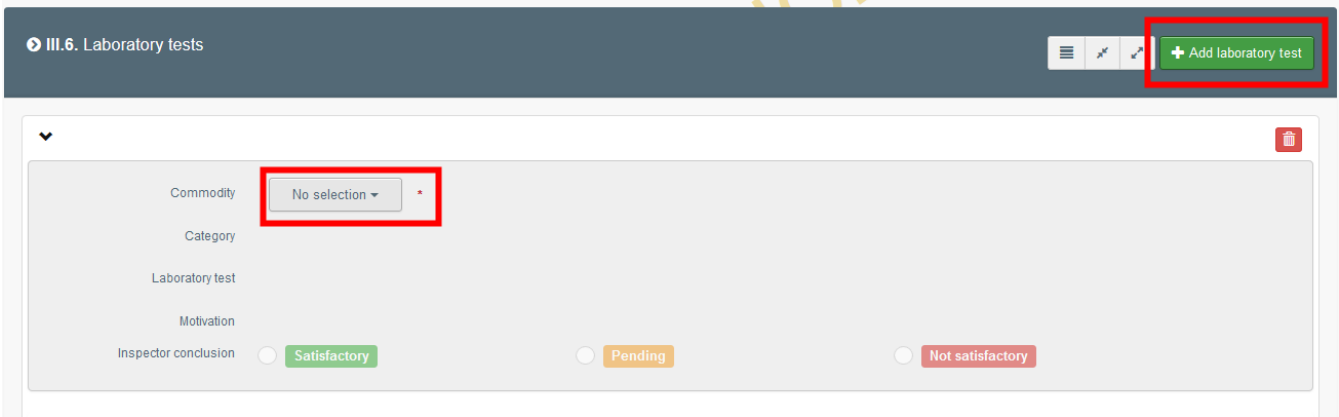 III.6. Laboratory tests
Add laboratory test
Commodity
No selection
*
Category
Laboratory test
Motivation
Inspector conclusion
Satisfactory
Pending
Not satisfactory